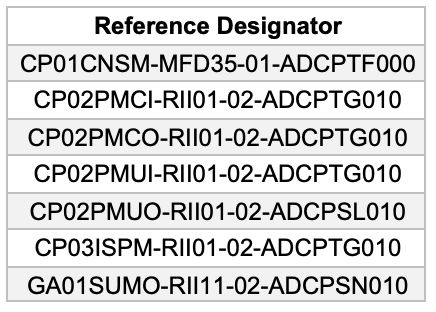 Reference Designator
CP01CNSM-MFD35-01-ADCPTF000
CP02PMCI-RII01-02-ADCPTG010
CP02PMCO-RII01-02-ADCPTG010
CP02PMUI-RII01-02-ADCPTG010
CP02PMUO-RII01-02-ADCPSL010
CP03ISPM-RII01-02-ADCPTG010
GA01SUMO-RII11-02-ADCPSN010